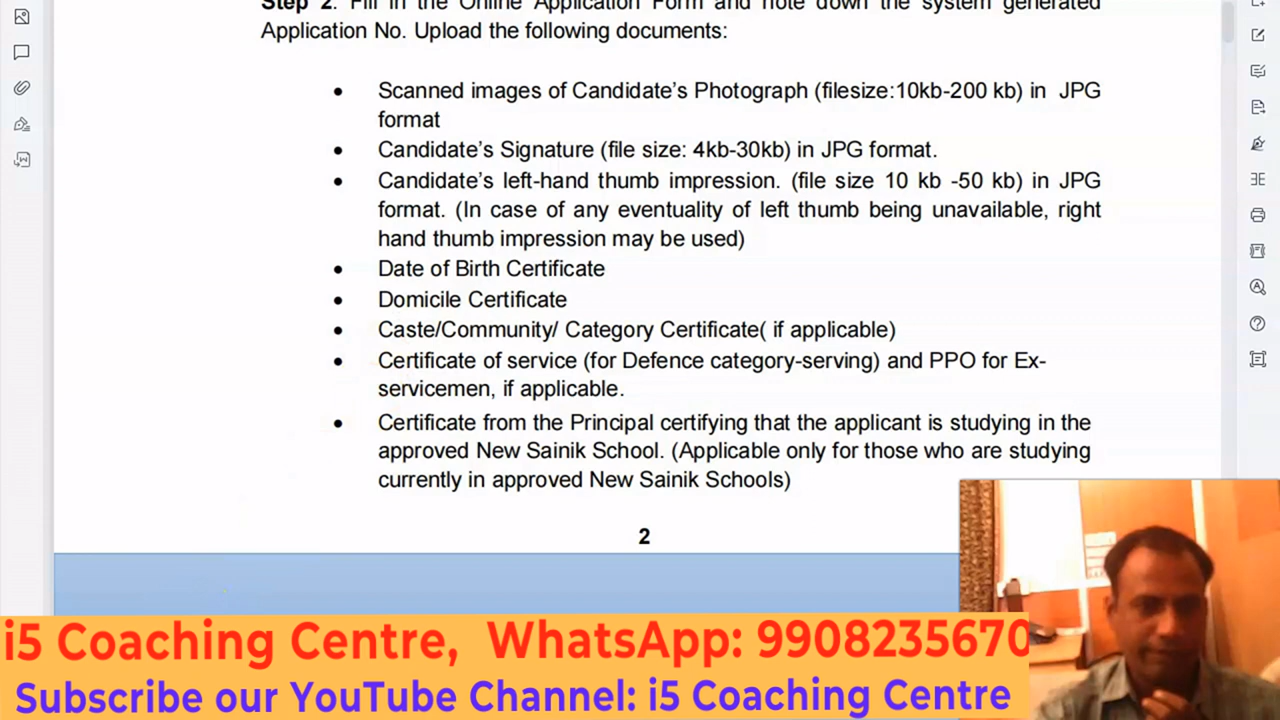 Step 2: Fill in the Online Application Form and note down the system generated
Application No. Upload the following documents:
• Scanned images of Candidate's Photograph (filesize:10kb-200 kb) in JPG
format
• Candidate's Signature (file size: 4kb-30kb) in JPG format.
• Candidate's left-hand thumb impression. (file size 10 kb -50 kb) in JPG
format. (In case of any eventuality of left thumb being unavailable, right
hand thumb impression may be used)
• Date of Birth Certificate
• Domicile Certificate
• Caste/Community/ Category Certificate( if applicable)
• Certificate of service (for Defence category-serving) and PPO for Ex-
servicemen, if applicable.
• Certificate from the Principal certifying that the applicant is studying in the
approved New Sainik School. (Applicable only for those who are studying
currently in approved New Sainik Schools)
2
i5 Coaching Centre, WhatsApp: 9908235670
Subscribe our YouTube Channel: i5 Coaching Centre